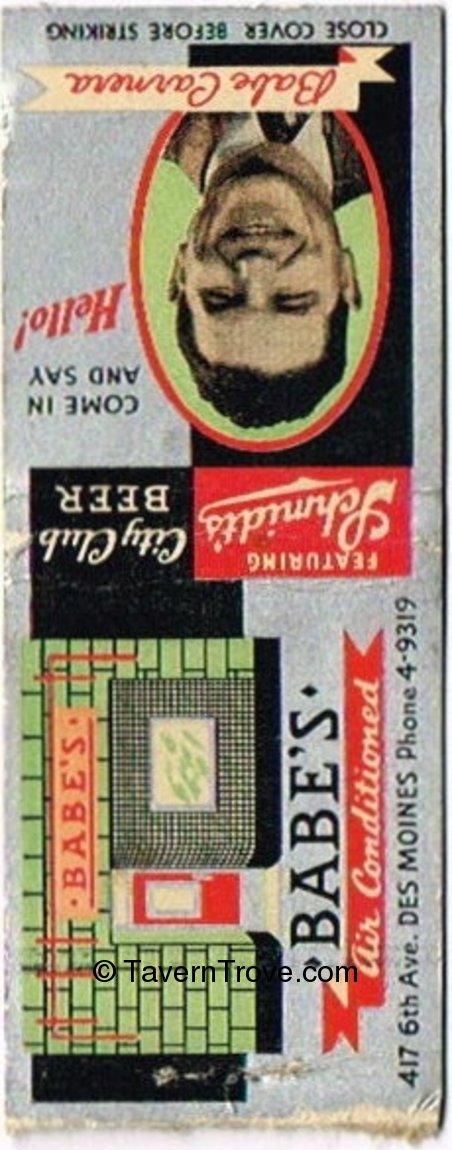 CLOSE COVER BEFORE STRIKING
Babe Carnera
COME IN
AND SAY
Hello!
FEATURING
Schmidt's
City Club
BEER
·BABE'S·
·BABE'S·
Air Conditioned
417 6th Ave. DES MOINES Phone 4-9319
© TavernTrove.com